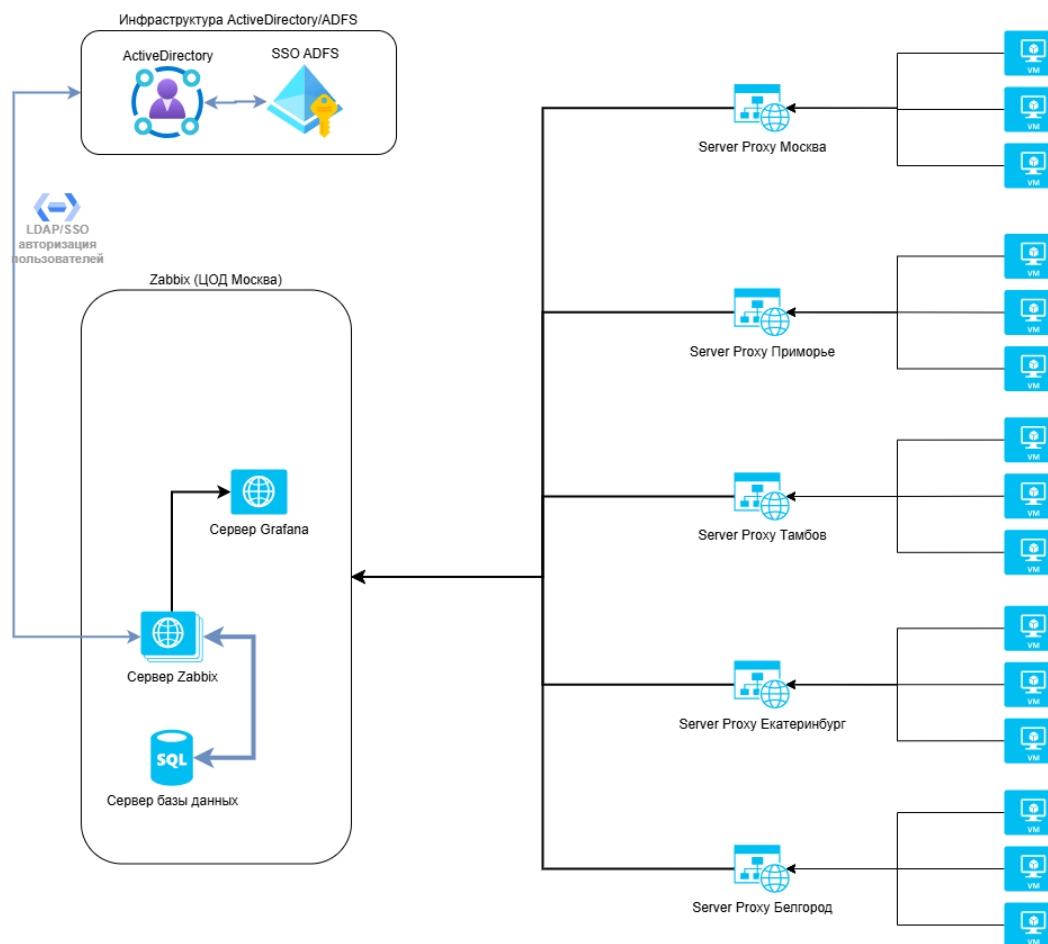 Инфраструктура ActiveDirectory/ADFS
ActiveDirectory
SSO ADFS
LDAP/SSO
авторизация
пользователей
Zabbix (ЦОД Москва)
Сервер Grafana
Сервер Zabbix
SQL
Сервер базы данных
Server Proxy Москва
VM
VM
VM
Server Proxy Приморье
VM
VM
VM
Server Proxy Тамбов
VM
VM
VM
Server Proxy Екатеринбург
VM
VM
VM
Server Proxy Белгород
VM
VM
VM